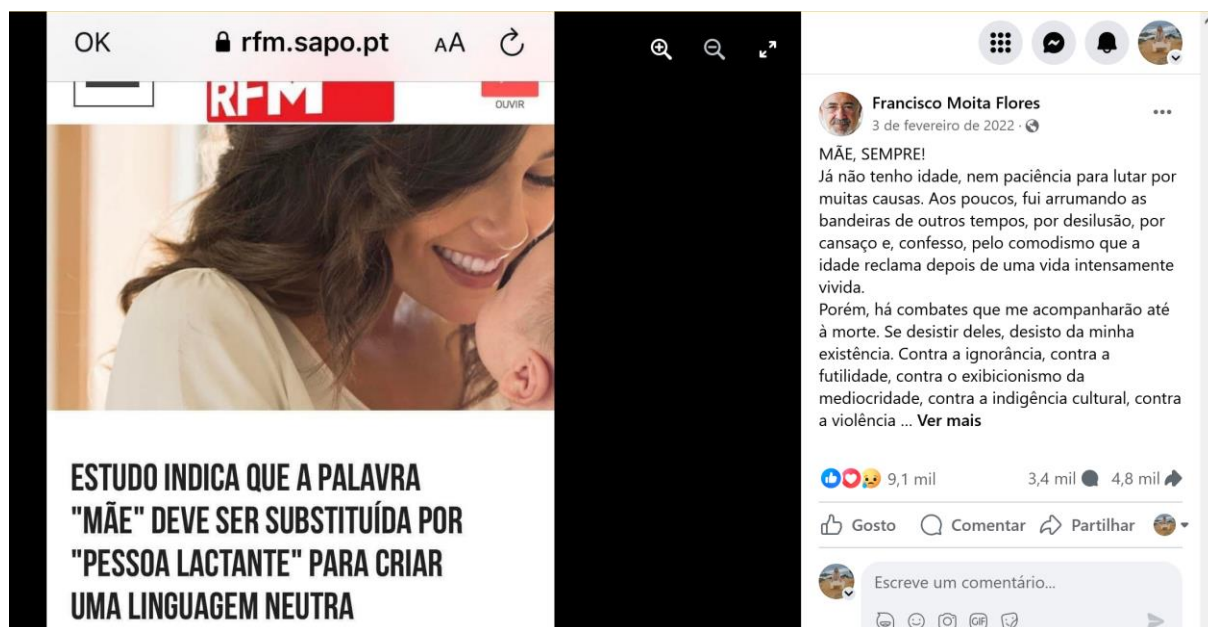 OK
rfm.sapo.pt
AA
RFM
OUVIR
ESTUDO INDICA QUE A PALAVRA
"MÃE" DEVE SER SUBSTITUÍDA POR
"PESSOA LACTANTE" PARA CRIAR
UMA LINGUAGEM NEUTRA
Francisco Moita Flores
3 de fevereiro de 2022 ·
MÃE, SEMPRE!
Já não tenho idade, nem paciência para lutar por
muitas causas. Aos poucos, fui arrumando as
bandeiras de outros tempos, por desilusão, por
cansaço e, confesso, pelo comodismo que a
idade reclama depois de uma vida intensamente
vivida.
Porém, há combates que me acompanharão até
à morte. Se desistir deles, desisto da minha
existência. Contra a ignorância, contra a
futilidade, contra o exibicionismo da
mediocridade, contra a indigência cultural, contra
a violência ... Ver mais
9,1 mil 3,4 mil 4,8 mil
Gosto Comentar Partilhar
Escreve um comentário...
GIF